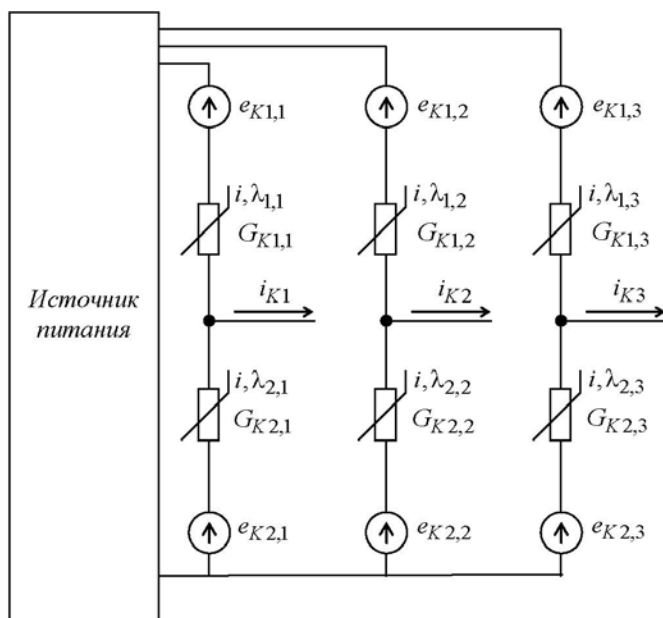 e_{K1,1}
e_{K1,2}
e_{K1,3}
i, λ_{1,1}
G_{K1,1}
i, λ_{1,2}
G_{K1,2}
i, λ_{1,3}
G_{K1,3}
Источник
питания
i_{K1}
i_{K2}
i_{K3}
i, λ_{2,1}
G_{K2,1}
i, λ_{2,2}
G_{K2,2}
i, λ_{2,3}
G_{K2,3}
e_{K2,1}
e_{K2,2}
e_{K2,3}